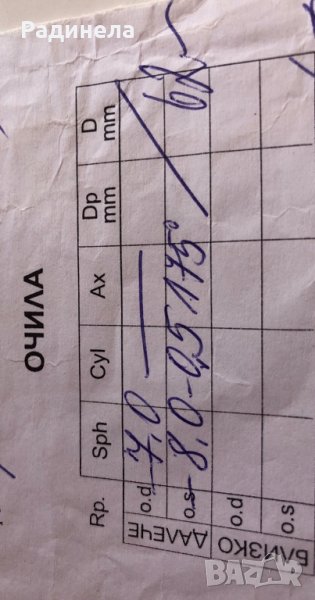 Радинела
ОЧИЛА
Rp. Sph Cyl Ax Dp mm D mm
ДАЛЕЧЕ o.d -7,0 — /
o.s -8,0 -0,5 175° / 68
БЛИЗКО o.d
o.s
БАЗАР